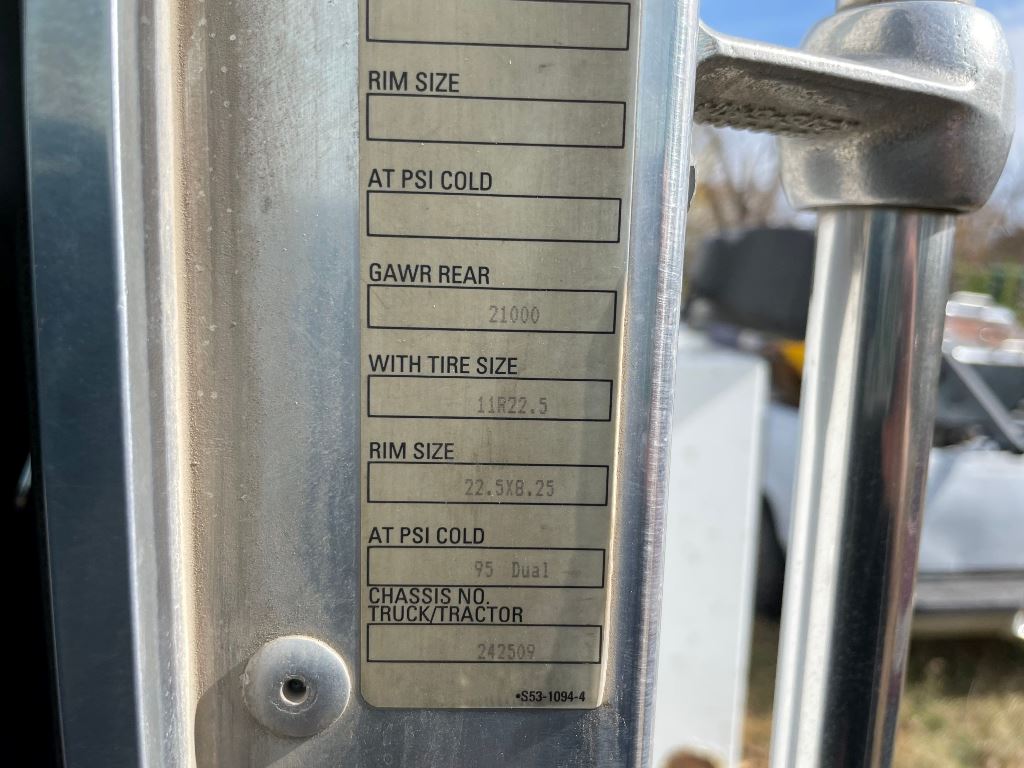 RIM SIZE
AT PSI COLD
GAWR REAR
21000
WITH TIRE SIZE
11R22.5
RIM SIZE
22.5X8.25
AT PSI COLD
95 Dual
CHASSIS NO.
TRUCK/TRACTOR
242509
•S53-1094-4